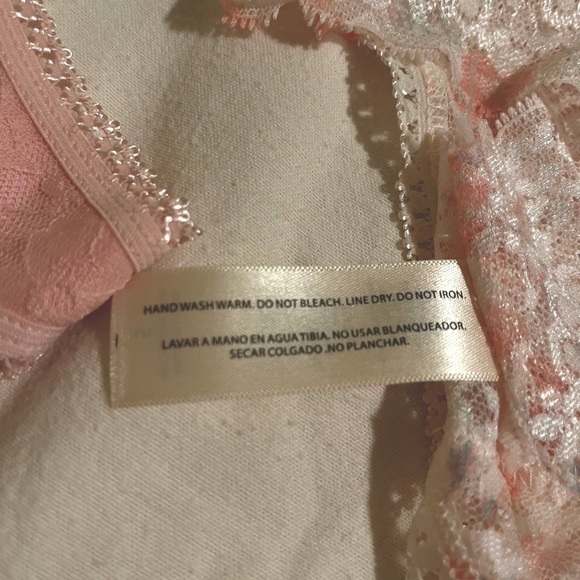 HAND WASH WARM. DO NOT BLEACH. LINE DRY. DO NOT IRON.
LAVAR A MANO EN AGUA TIBIA. NO USAR BLANQUEADOR.
SECAR COLGADO .NO PLANCHAR.